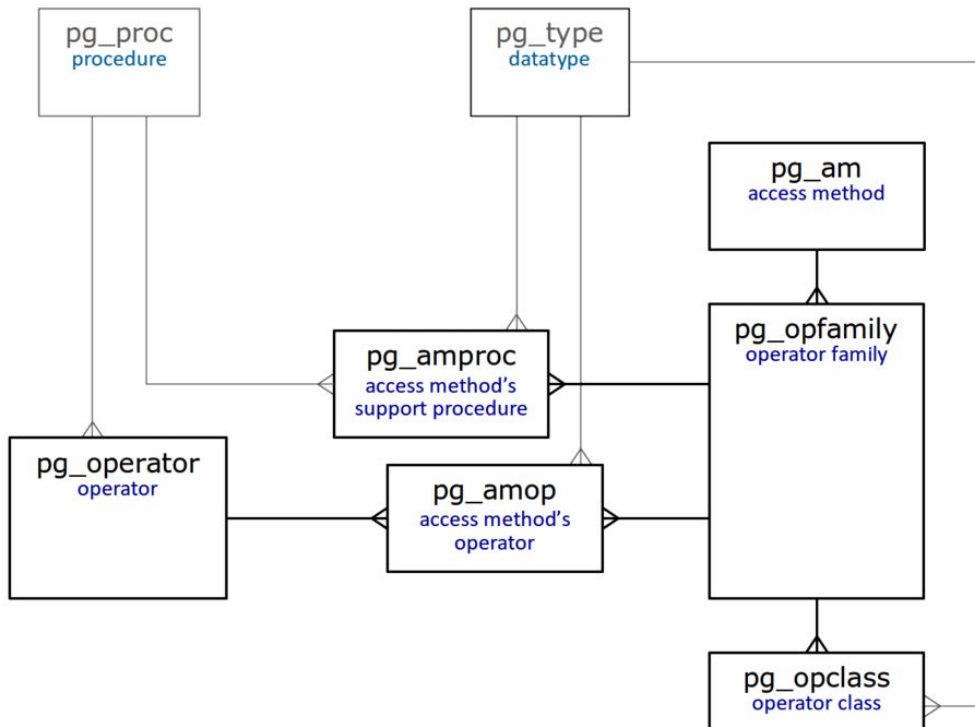 pg_proc
procedure
pg_type
datatype
pg_am
access method
pg_opfamily
operator family
pg_amproc
access method's
support procedure
pg_operator
operator
pg_amop
access method's
operator
pg_opclass
operator class